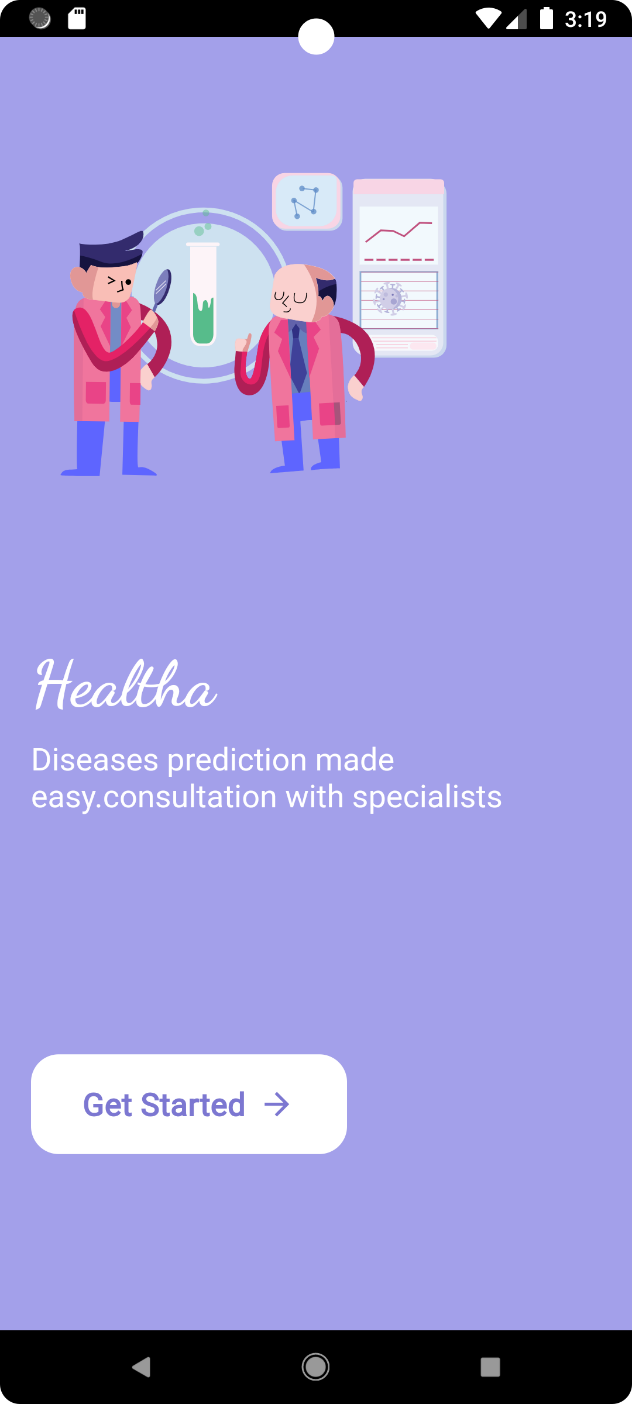 3:19
Healtha
Diseases prediction made
easy.consultation with specialists
Get Started